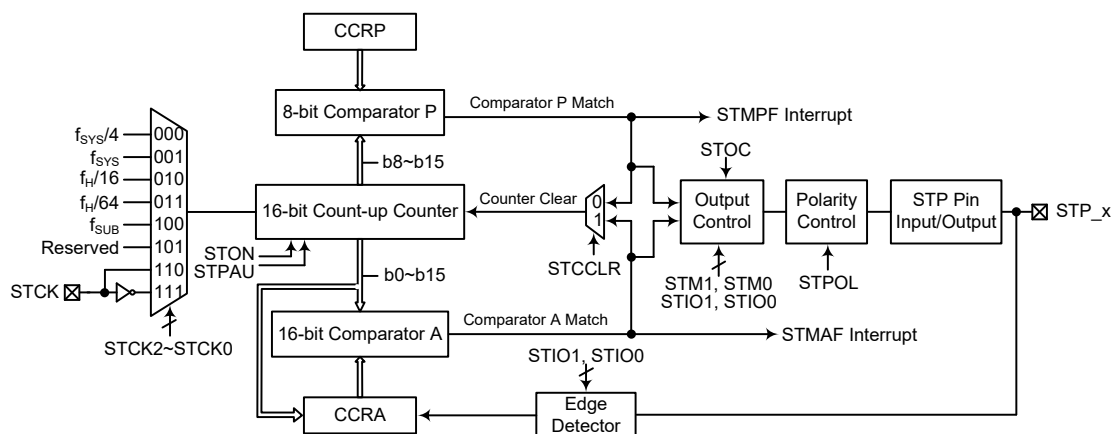 CCRP
8-bit Comparator P
Comparator P Match
STMPF Interrupt
b8~b15
STOC
fSYS/4
000
fSYS
001
fH/16
010
fH/64
011
fSUB
100
Reserved
101
110
111
STCK
STCK2~STCK0
16-bit Count-up Counter
STON
STPAU
Counter Clear
0
1
STCCLR
Output
Control
STM1, STM0
STIO1, STIO0
Polarity
Control
STPOL
STP Pin
Input/Output
STP_x
b0~b15
16-bit Comparator A
Comparator A Match
STMAF Interrupt
STIO1, STIO0
CCRA
Edge
Detector